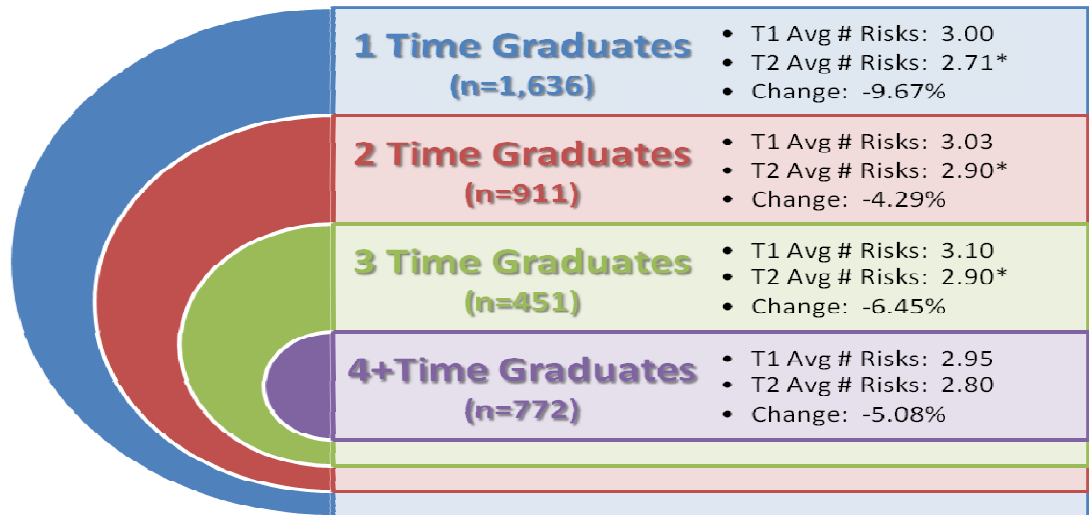 1 Time Graduates
(n=1,636)
• T1 Avg # Risks: 3.00
• T2 Avg # Risks: 2.71*
• Change: -9.67%
2 Time Graduates
(n=911)
• T1 Avg # Risks: 3.03
• T2 Avg # Risks: 2.90*
• Change: -4.29%
3 Time Graduates
(n=451)
• T1 Avg # Risks: 3.10
• T2 Avg # Risks: 2.90*
• Change: -6.45%
4+Time Graduates
(n=772)
• T1 Avg # Risks: 2.95
• T2 Avg # Risks: 2.80
• Change: -5.08%